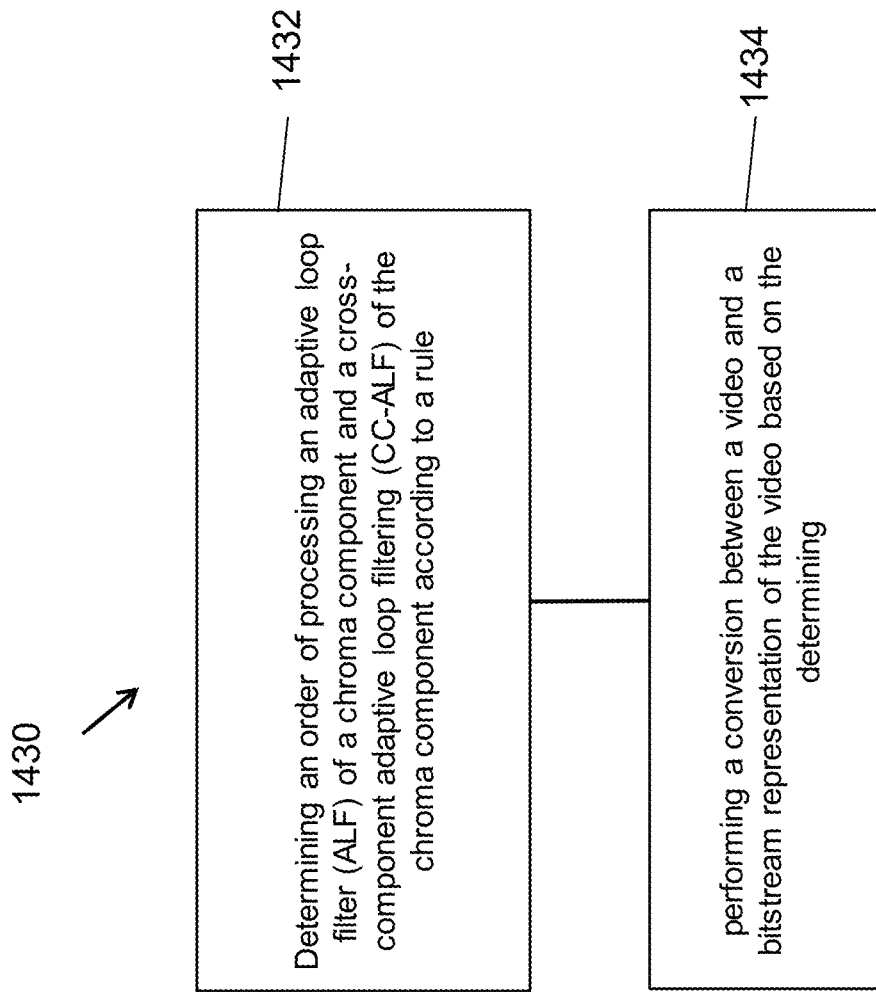 1430
Determining an order of processing an adaptive loop
filter (ALF) of a chroma component and a cross-
component adaptive loop filtering (CC-ALF) of the
chroma component according to a rule
1432
performing a conversion between a video and a
bitstream representation of the video based on the
determining
1434